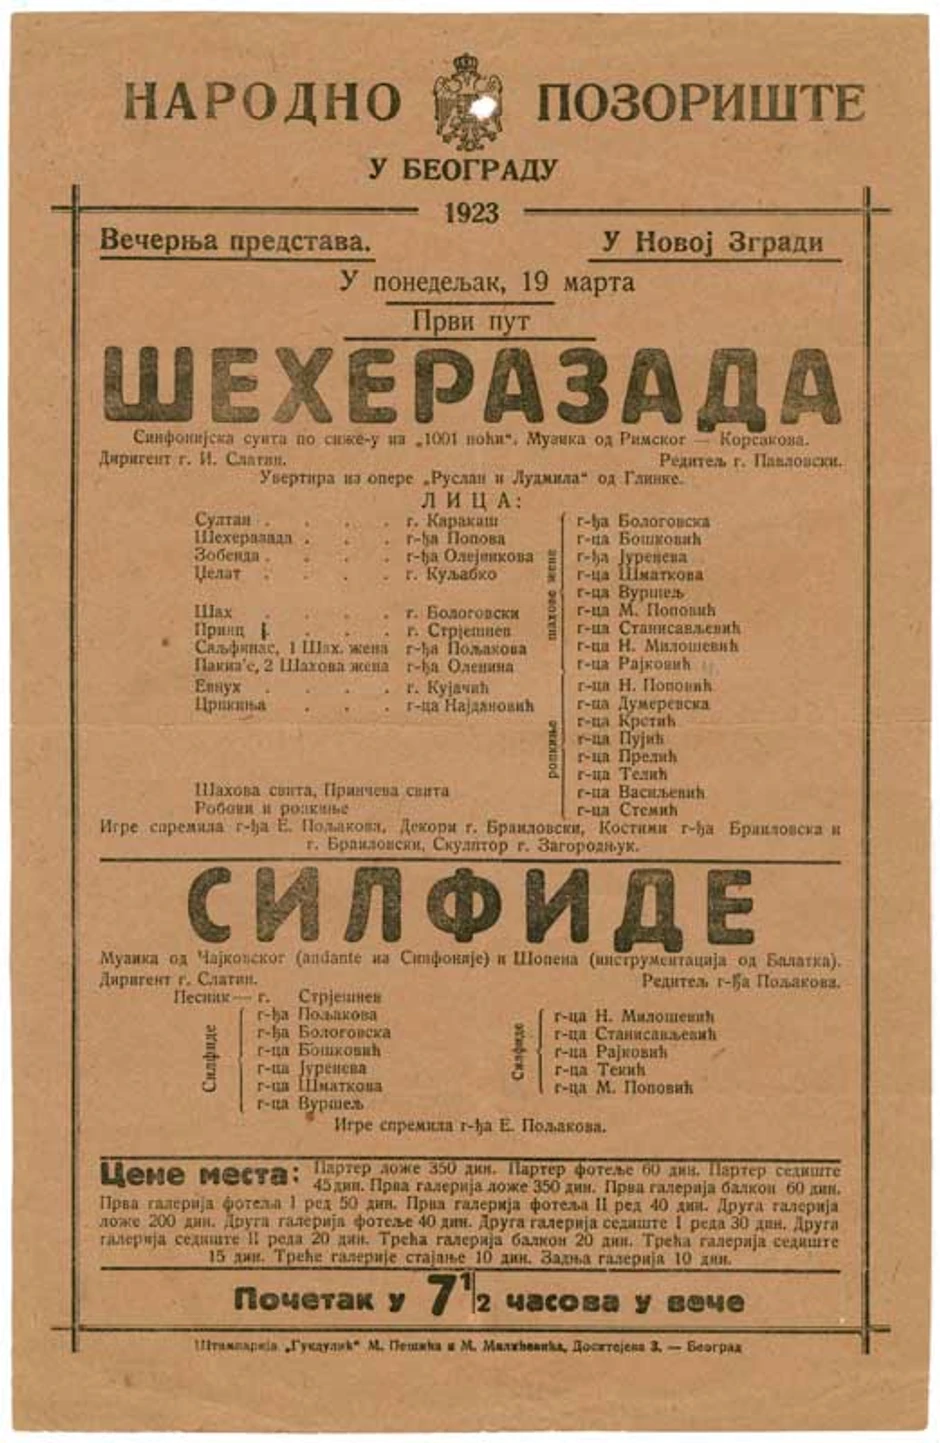 НАРОДНО ПОЗОРИШТЕ
У БЕОГРАДУ
1923
Вечерња представа. У Новој Згради
У понедељак, 19 марта
Први пут
ШЕХЕРАЗАДА
Синфонијска суита по сиже-у из „1001 ноћи“. Музика од Римског — Корсакова.
Диригент г. И. Слатин. Редитељ г. Павловски.
Увертира из опере „Руслан и Лудмила“ од Глинке.
ЛИЦА:
Султан . . . . г. Каракаш
Шехеразада . . . г-ђа Попова
Зобеида . . . . г-ђа Олејникова
Џелат . . . . г. Куљабко
Шах . . . . г. Бологовски
Принц . . . . г. Стрјешнев
Саљфинас, 1 Шах. жена г-ђа Пољакова
Пакиз'е, 2 Шахова жена г-ђа Оленина
Евнух . . . . г. Кујачић
Црпкиња . . . г-ца Најдановић
Шахова свита, Принчева свита
Робови и ропкиње
шахове жене
г-ђа Бологовска
г-ца Бошковић
г-ђа Јуренева
г-ца Шматкова
г-ца Вуршељ
г-ца М. Поповић
г-ца Станисављевић
г-ца Н. Милошевић
г-ца Рајковић
ропкиње
г-ца Н. Поповић
г-ца Думеревска
г-ца Крстић
г-ца Пујић
г-ца Прелић
г-ца Телић
г-ца Васиљевић
г-ца Стемић
Игре спремила г-ђа Е. Пољакова, Декори г. Браиловски, Костими г-ђа Браиловска и
г. Браиловски, Скулптор г. Загородњук.
СИЛФИДЕ
Музика од Чајковског (andante из Синфоније) и Шопена (инструментација од Балатка).
Диригент г. Слатин. Редитељ г-ђа Пољакова.
Песник — г. Стрјешнев
Силфиде
г-ђа Пољакова
г-ђа Бологовска
г-ца Бошковић
г-ца Јуренева
г-ца Шматкова
г-ца Вуршељ
Силфиде
г-ца Н. Милошевић
г-ца Станисављевић
г-ца Рајковић
г-ца Текић
г-ца М. Поповић
Игре спремила г-ђа Е. Пољакова.
Цене места: Партер ложе 350 дин. Партер фотеље 60 дин. Партер седиште
45 дин. Прва галерија ложе 350 дин. Прва галерија балкон 60 дин.
Прва галерија фотеља I ред 50 дин. Прва галерија фотеља II ред 40 дин. Друга галерија
ложе 200 дин. Друга галерија фотеље 40 дин. Друга галерија седиште I реда 30 дин. Друга
галерија седиште II реда 20 дин. Трећа галерија балкон 20 дин. Трећа галерија седиште
15 дин. Треће галерије стајање 10 дин. Задња галерија 10 дин.
Почетак у 7 1/2 часова у вече
Штампарија „Гундулић“ М. Пешића и М. Милићевића, Доситејева 3. — Београд